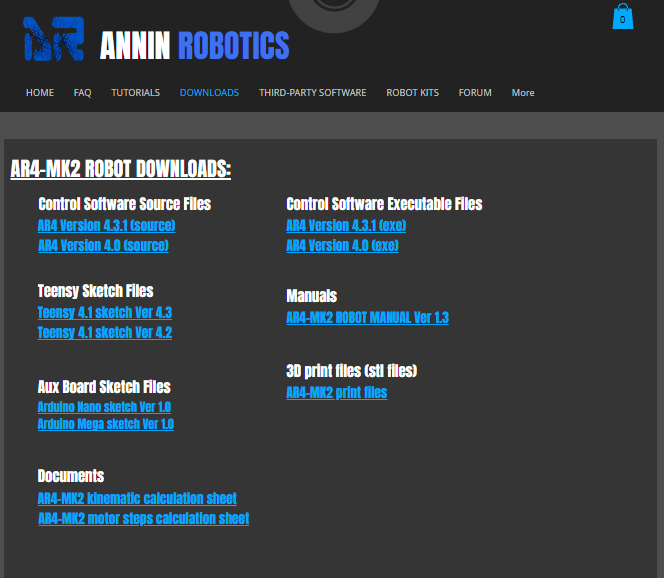 0
AR ANNIN ROBOTICS
HOME FAQ TUTORIALS DOWNLOADS THIRD-PARTY SOFTWARE ROBOT KITS FORUM More
AR4-MK2 ROBOT DOWNLOADS:
Control Software Source Files
AR4 Version 4.3.1 (source)
AR4 Version 4.0 (source)
Control Software Executable Files
AR4 Version 4.3.1 (exe)
AR4 Version 4.0 (exe)
Teensy Sketch Files
Teensy 4.1 sketch Ver 4.3
Teensy 4.1 sketch Ver 4.2
Manuals
AR4-MK2 ROBOT MANUAL Ver 1.3
3D print files (stl files)
AR4-MK2 print files
Aux Board Sketch Files
Arduino Nano sketch Ver 1.0
Arduino Mega sketch Ver 1.0
Documents
AR4-MK2 kinematic calculation sheet
AR4-MK2 motor steps calculation sheet